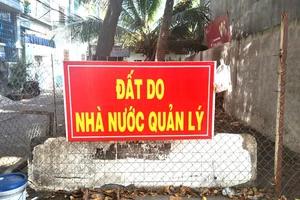 ĐẤT DO
NHÀ NƯỚC QUẢN LÝ